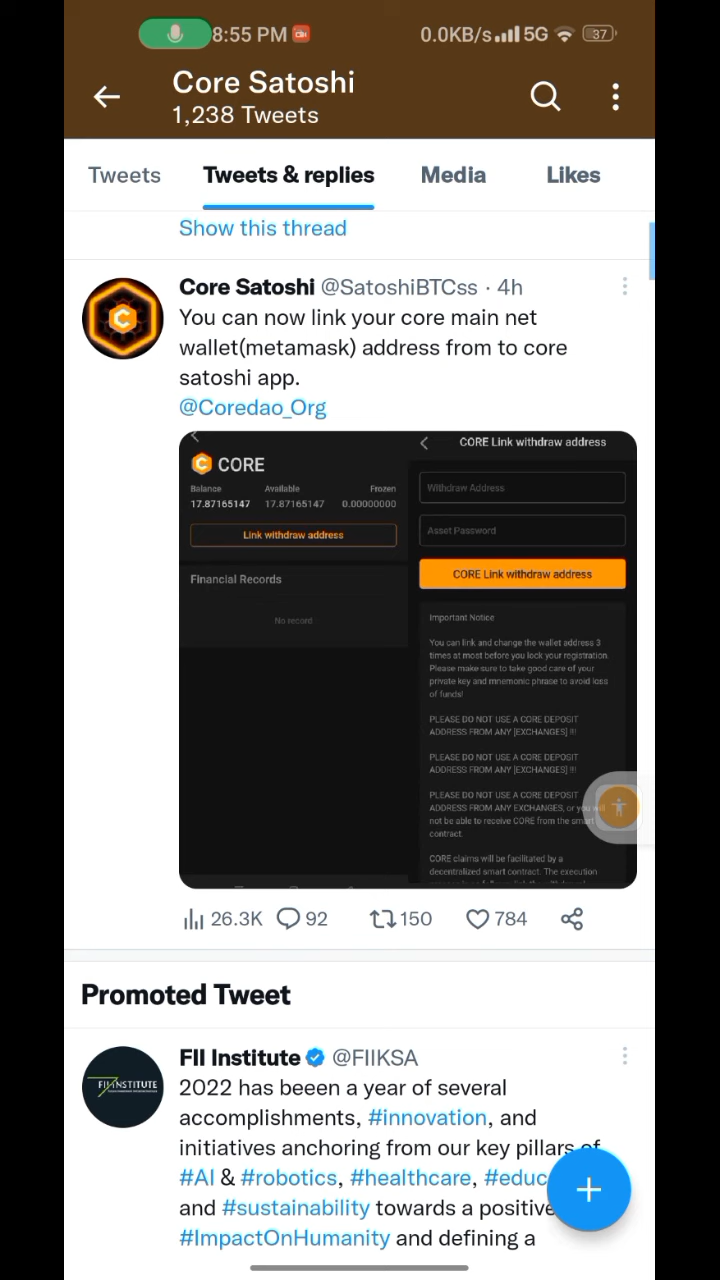 8:55 PM
0.0KB/s 5G 37
Core Satoshi
1,238 Tweets
Tweets
Tweets & replies
Media
Likes
Show this thread
Core Satoshi @SatoshiBTCss · 4h
You can now link your core main net
wallet(metamask) address from to core
satoshi app.
@Coredao_Org
C CORE
Balance Available Frozen
17.87165147 17.87165147 0.00000000
Link withdraw address
Financial Records
No record
CORE Link withdraw address
Withdraw Address
Asset Password
CORE Link withdraw address
Important Notice
You can link and change the wallet address 3
times at most before you lock your registration.
Please make sure to take good care of your
private key and mnemonic phrase to avoid loss
of funds!
PLEASE DO NOT USE A CORE DEPOSIT
ADDRESS FROM ANY [EXCHANGES] !!!
PLEASE DO NOT USE A CORE DEPOSIT
ADDRESS FROM ANY [EXCHANGES] !!!
PLEASE DO NOT USE A CORE DEPOSIT
ADDRESS FROM ANY EXCHANGES, or you will
not be able to receive CORE from the smart
contract.
CORE claims will be facilitated by a
decentralized smart contract. The execution
26.3K 92 150 784
Promoted Tweet
FII INSTITUTE
FII Institute @FIIKSA
2022 has beeen a year of several
accomplishments, #innovation, and
initiatives anchoring from our key pillars of
#AI & #robotics, #healthcare, #educ
and #sustainability towards a positive
#ImpactOnHumanity and defining a